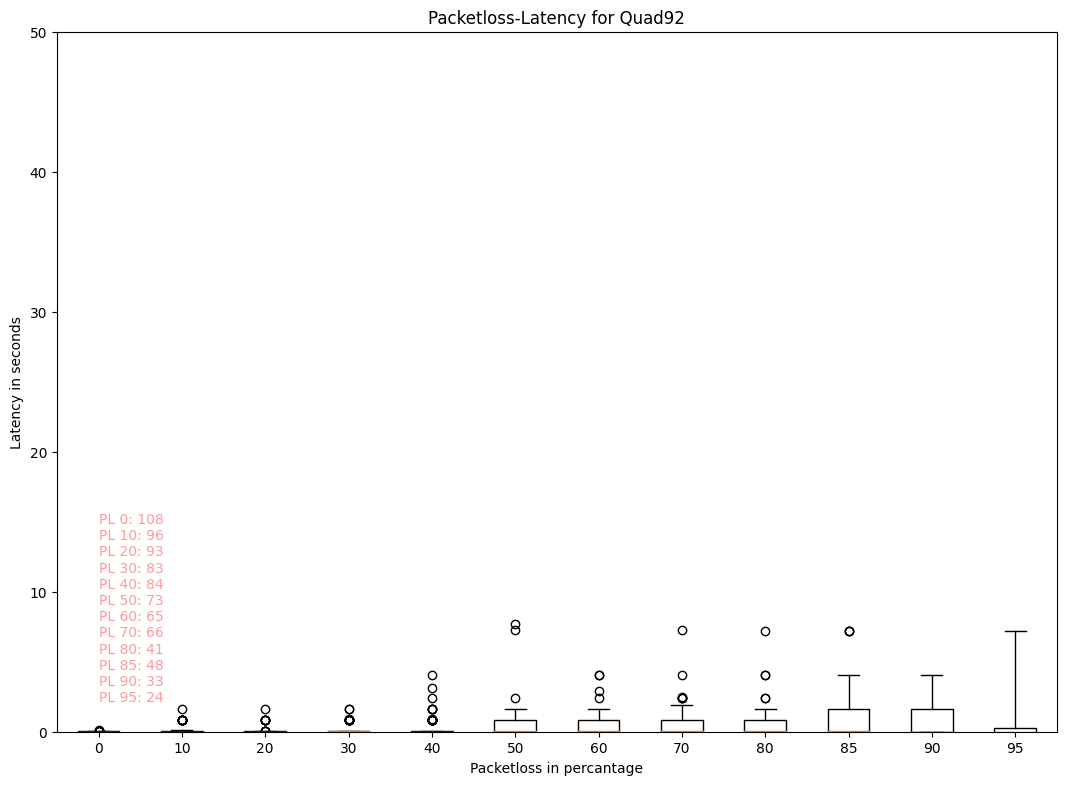 Packetloss-Latency for Quad92
50
40
30
20
10
0
Latency in seconds
PL 0: 108
PL 10: 96
PL 20: 93
PL 30: 83
PL 40: 84
PL 50: 73
PL 60: 65
PL 70: 66
PL 80: 41
PL 85: 48
PL 90: 33
PL 95: 24
0 10 20 30 40 50 60 70 80 85 90 95
Packetloss in percantage